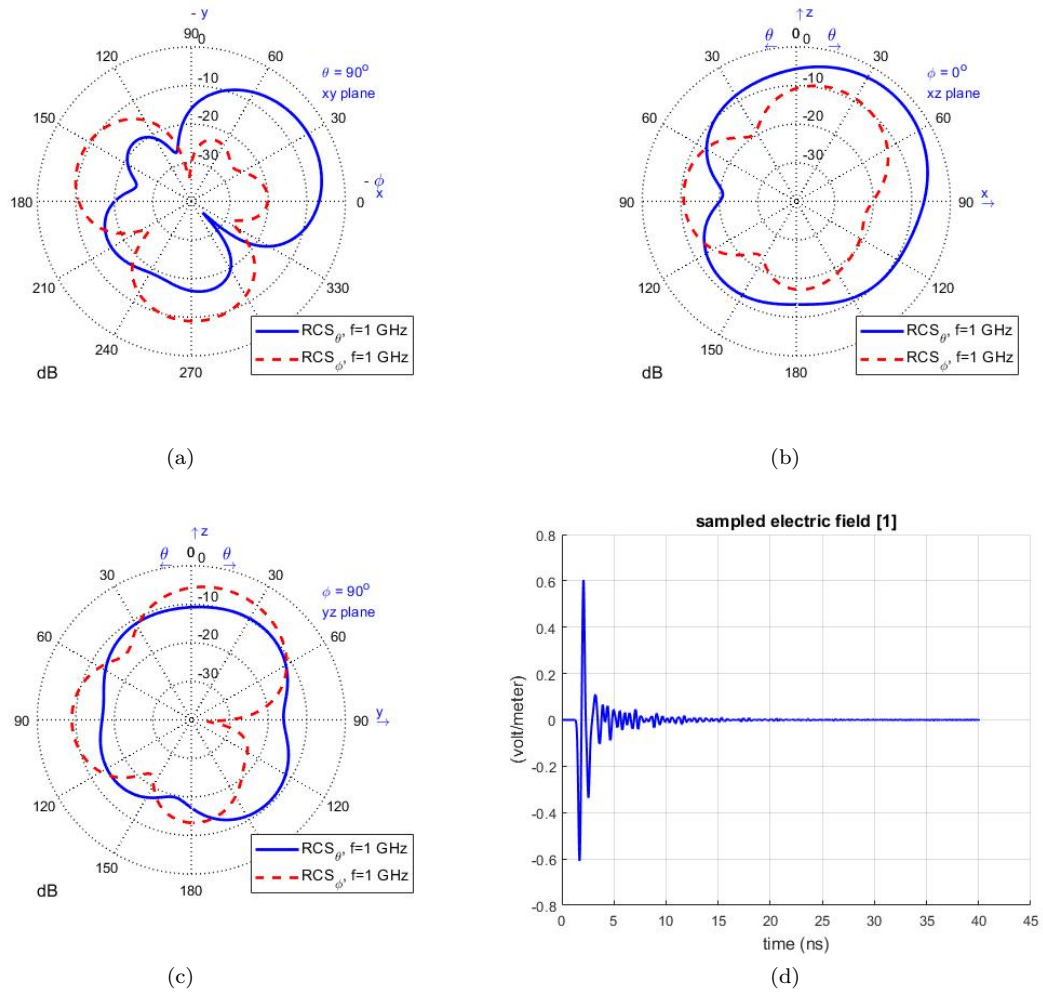 - y
90
0
120
60
-10
θ = 90o
xy plane
150
-20
30
-30
- ϕ
x
180
0
210
330
240
270
RCSθ, f=1 GHz
RCSϕ, f=1 GHz
dB
(a)
↑z
θ 0 θ
← →
0
30
30
-10
ϕ = 0o
xz plane
60
-20
60
-30
90
90 x
→
120
120
150
180
RCSθ, f=1 GHz
RCSϕ, f=1 GHz
dB
(b)
↑z
θ 0 θ
← →
0
30
30
-10
ϕ = 90o
yz plane
60
-20
60
-30
90
90 y
→
120
120
150
180
RCSθ, f=1 GHz
RCSϕ, f=1 GHz
dB
(c)
sampled electric field [1]
0.8
0.6
0.4
0.2
0
-0.2
-0.4
-0.6
-0.8
(volt/meter)
0 5 10 15 20 25 30 35 40 45
time (ns)
(d)